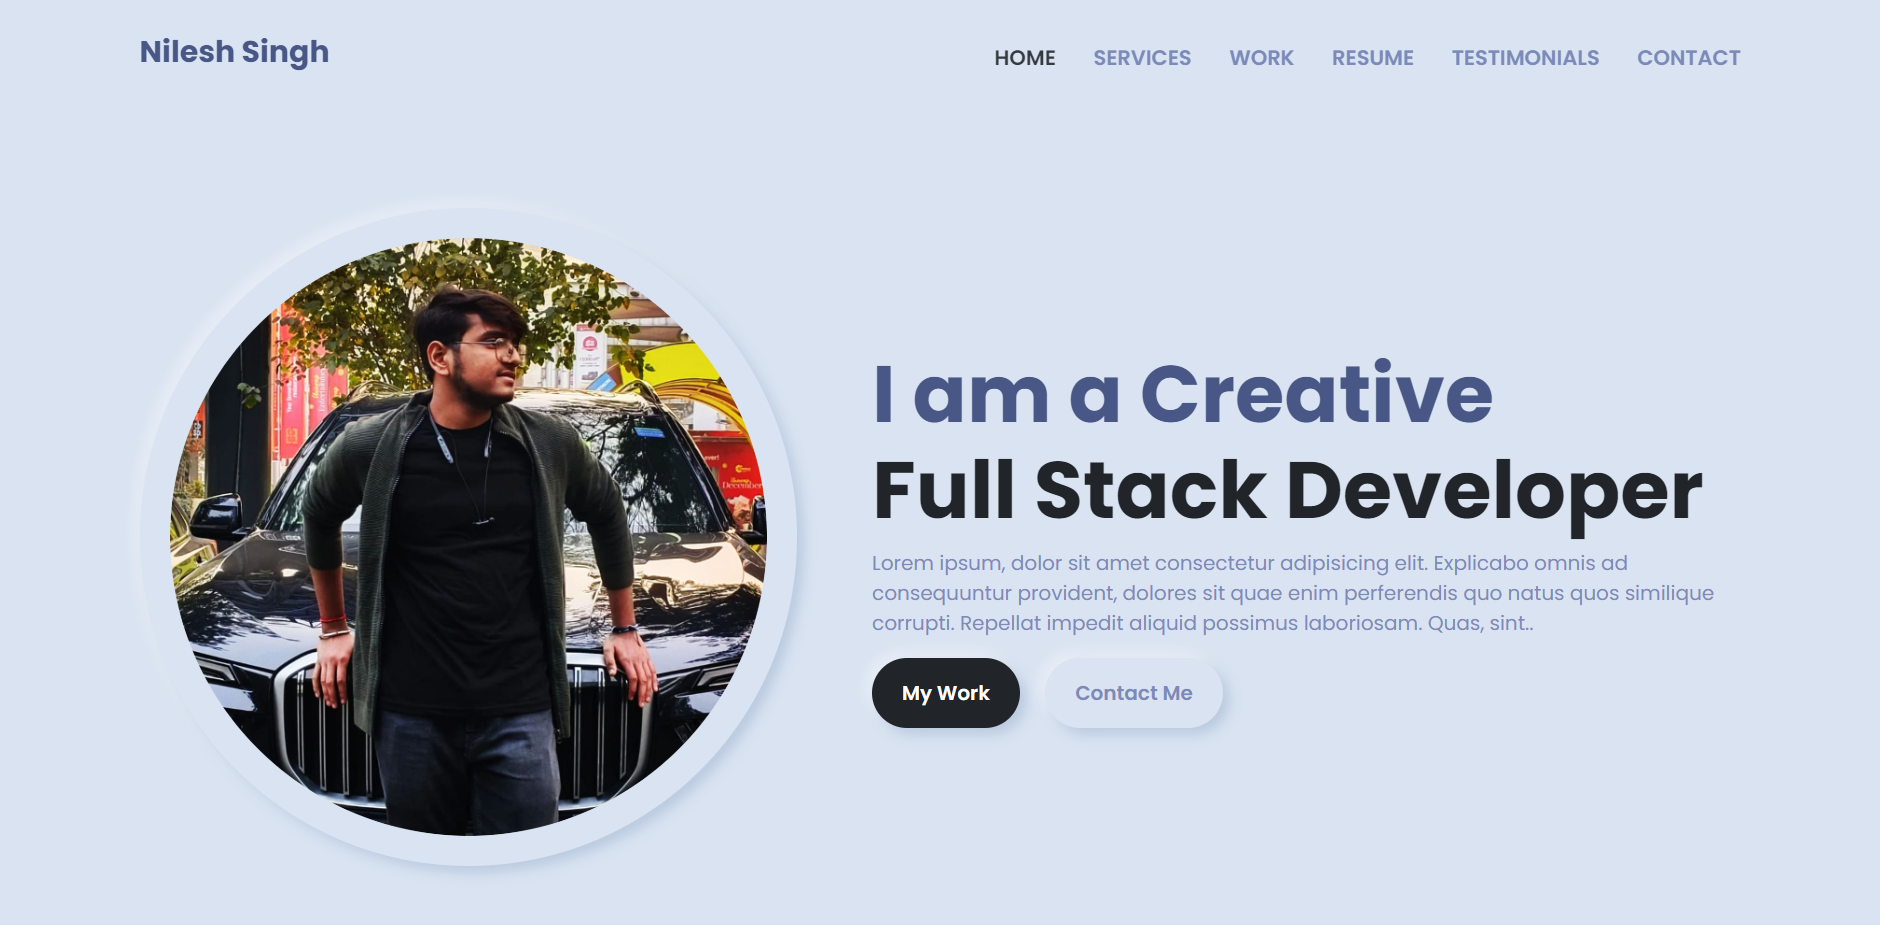 Nilesh Singh
HOME SERVICES WORK RESUME TESTIMONIALS CONTACT
I am a Creative
Full Stack Developer
Lorem ipsum, dolor sit amet consectetur adipisicing elit. Explicabo omnis ad
consequuntur provident, dolores sit quae enim perferendis quo natus quos similique
corrupti. Repellat impedit aliquid possimus laboriosam. Quas, sint..
My Work Contact Me